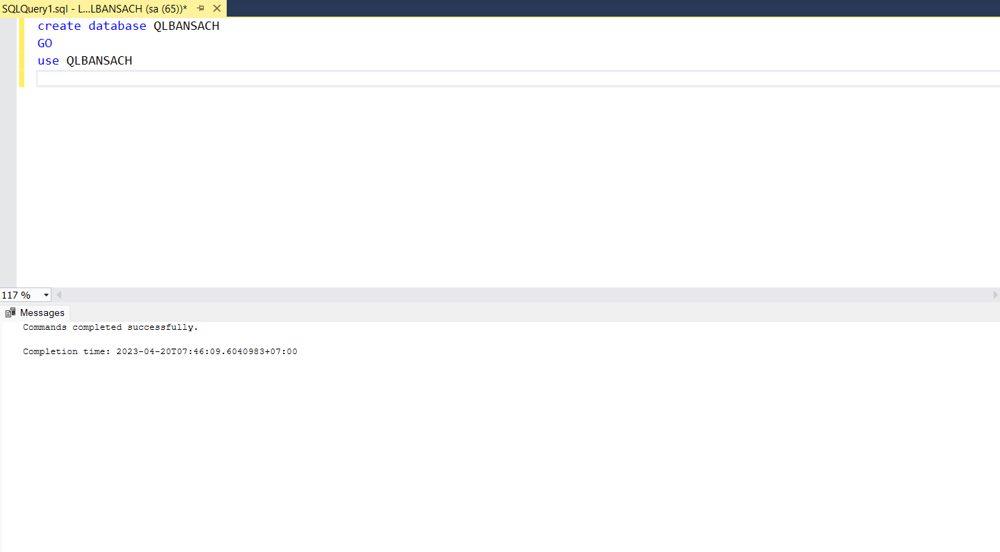 SQLQuery1.sql - L...LBANSACH (sa (65))*
create database QLBANSACH
GO
use QLBANSACH
117 %
Messages
Commands completed successfully.
Completion time: 2023-04-20T07:46:09.6040983+07:00